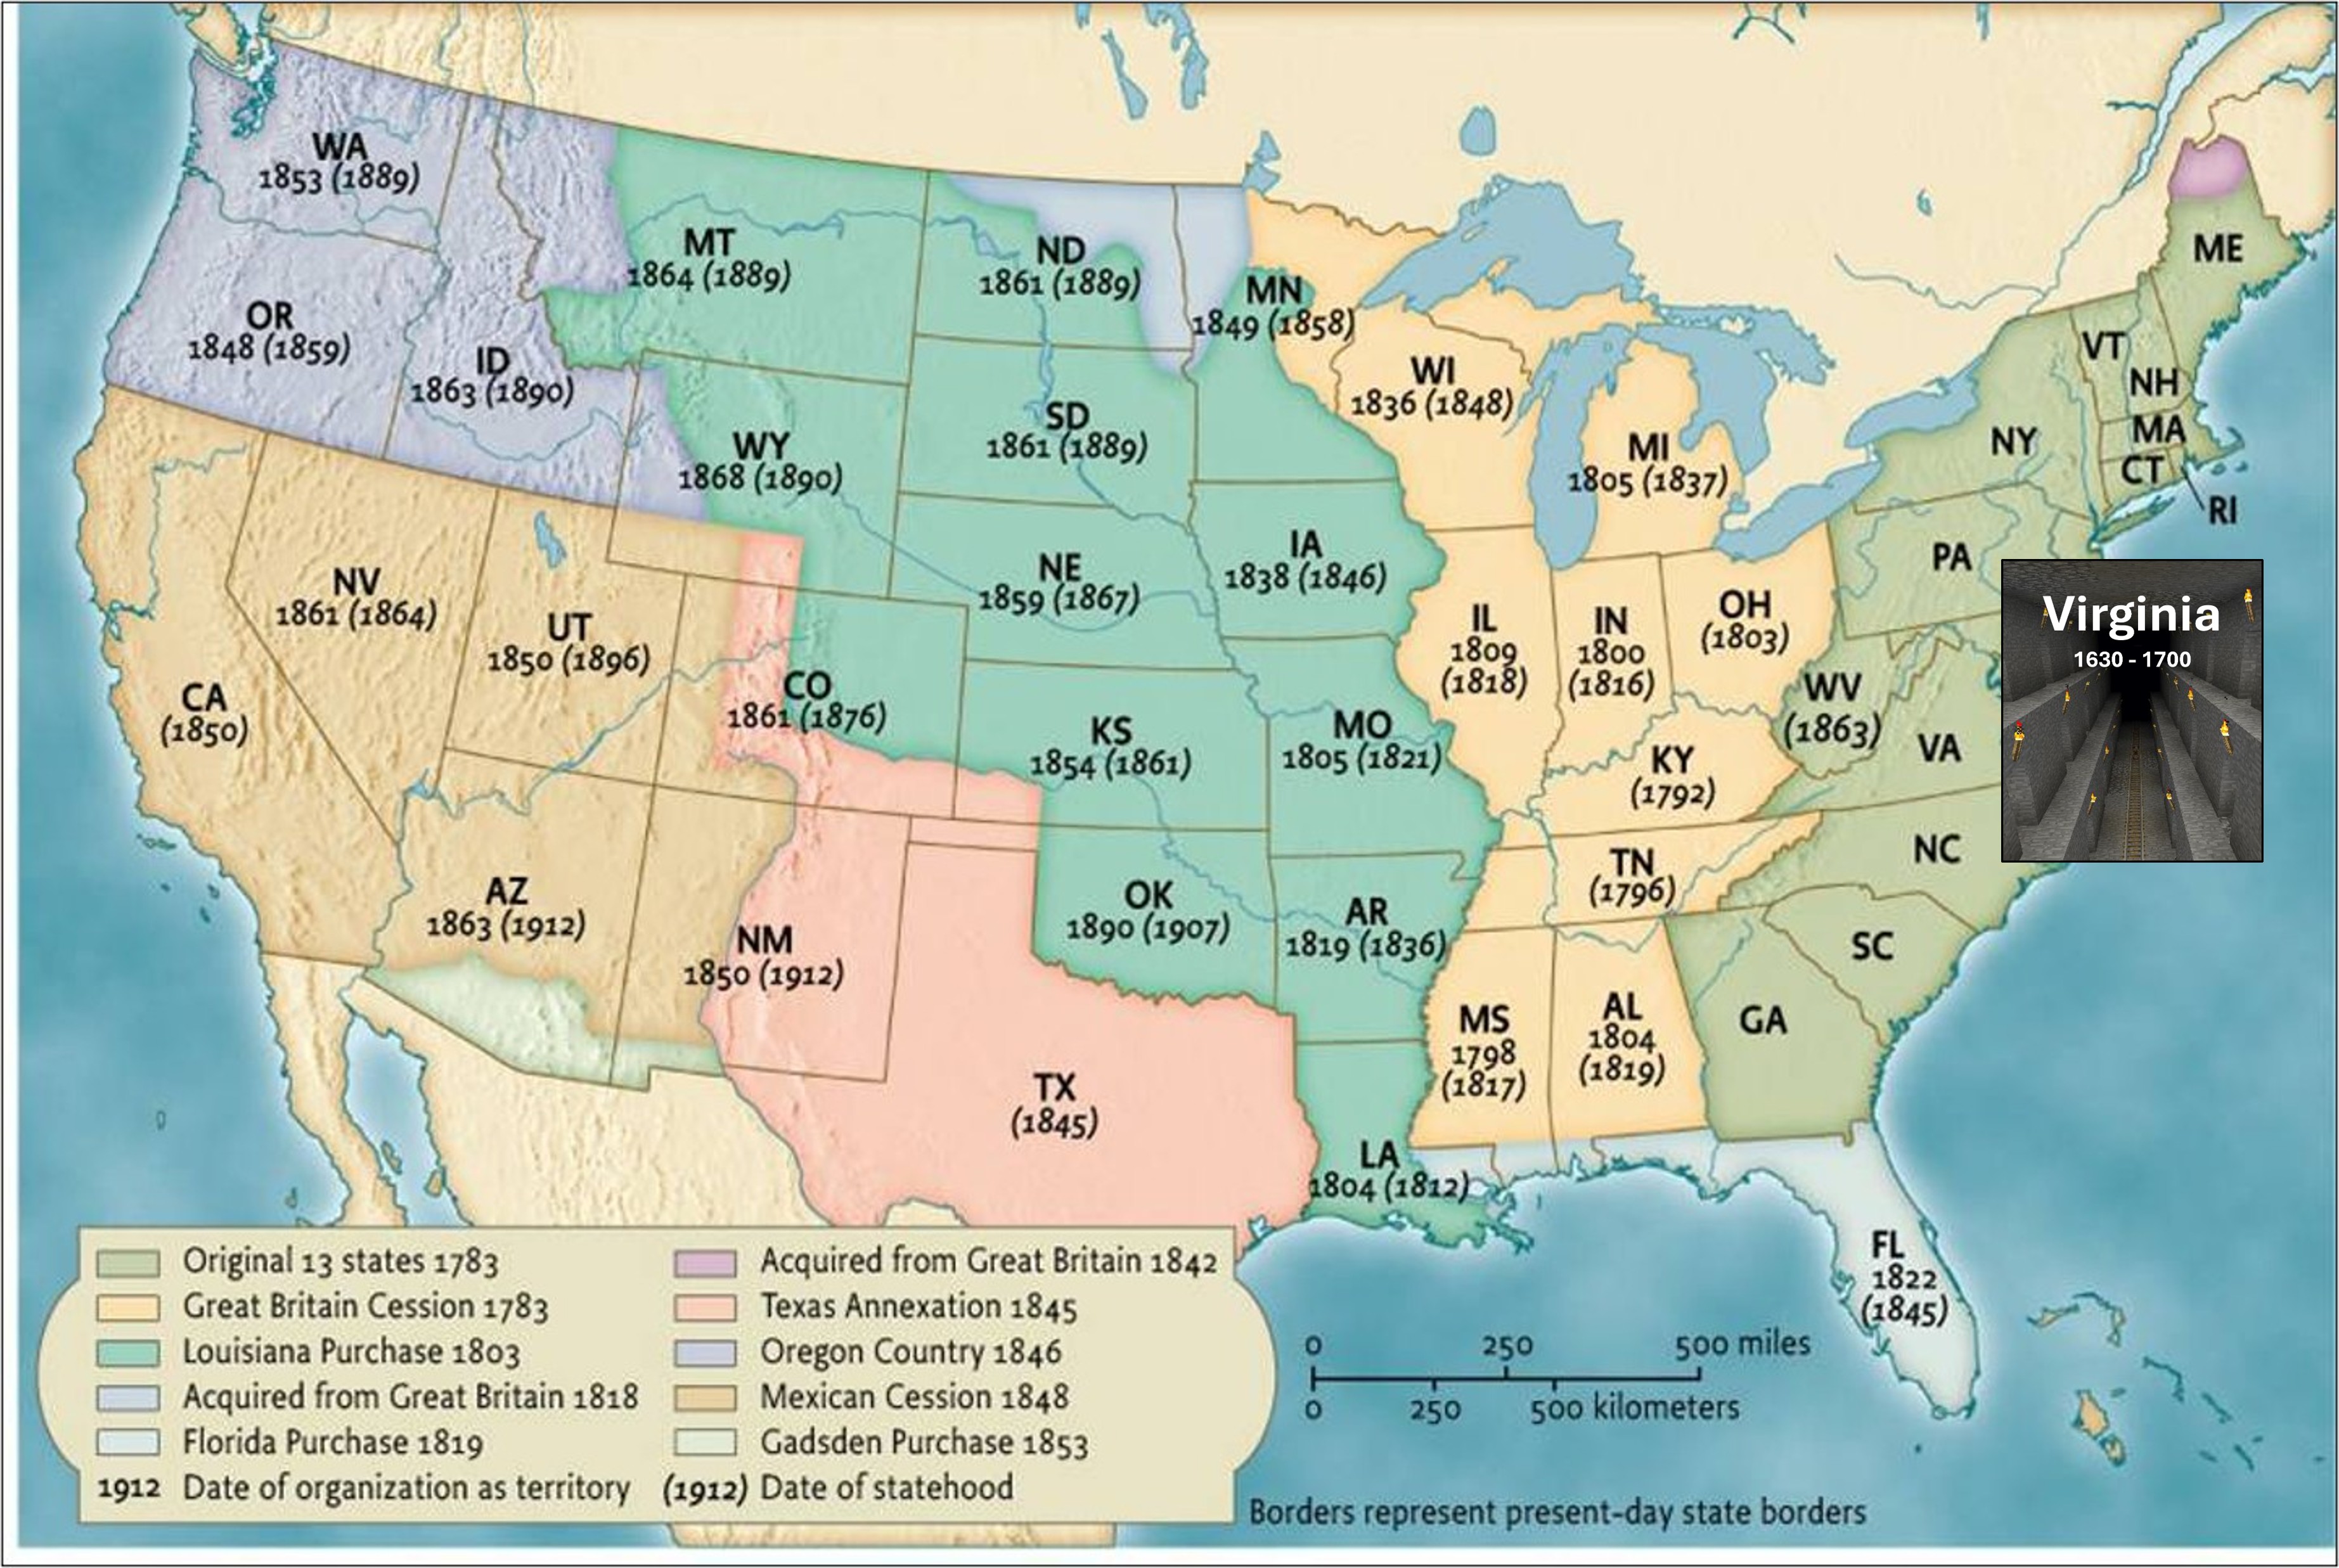 WA
1853 (1889)
OR
1848 (1859)
ID
1863 (1890)
MT
1864 (1889)
ND
1861 (1889)
MN
1849 (1858)
WI
1836 (1848)
MI
1805 (1837)
ME
VT
NH
MA
CT
RI
NY
PA
WY
1868 (1890)
SD
1861 (1889)
NE
1859 (1867)
IA
1838 (1846)
IL
1809
(1818)
IN
1800
(1816)
OH
(1803)
WV
(1863)
VA
Virginia
1630 - 1700
CA
(1850)
NV
1861 (1864)
UT
1850 (1896)
CO
1861 (1876)
KS
1854 (1861)
MO
1805 (1821)
KY
(1792)
TN
(1796)
NC
SC
GA
AZ
1863 (1912)
NM
1850 (1912)
OK
1890 (1907)
AR
1819 (1836)
MS
1798
(1817)
AL
1804
(1819)
TX
(1845)
LA
1804 (1812)
FL
1822
(1845)
Original 13 states 1783
Great Britain Cession 1783
Louisiana Purchase 1803
Acquired from Great Britain 1818
Florida Purchase 1819
1912 Date of organization as territory
Acquired from Great Britain 1842
Texas Annexation 1845
Oregon Country 1846
Mexican Cession 1848
Gadsden Purchase 1853
(1912) Date of statehood
0 250 500 miles
0 250 500 kilometers
Borders represent present-day state borders